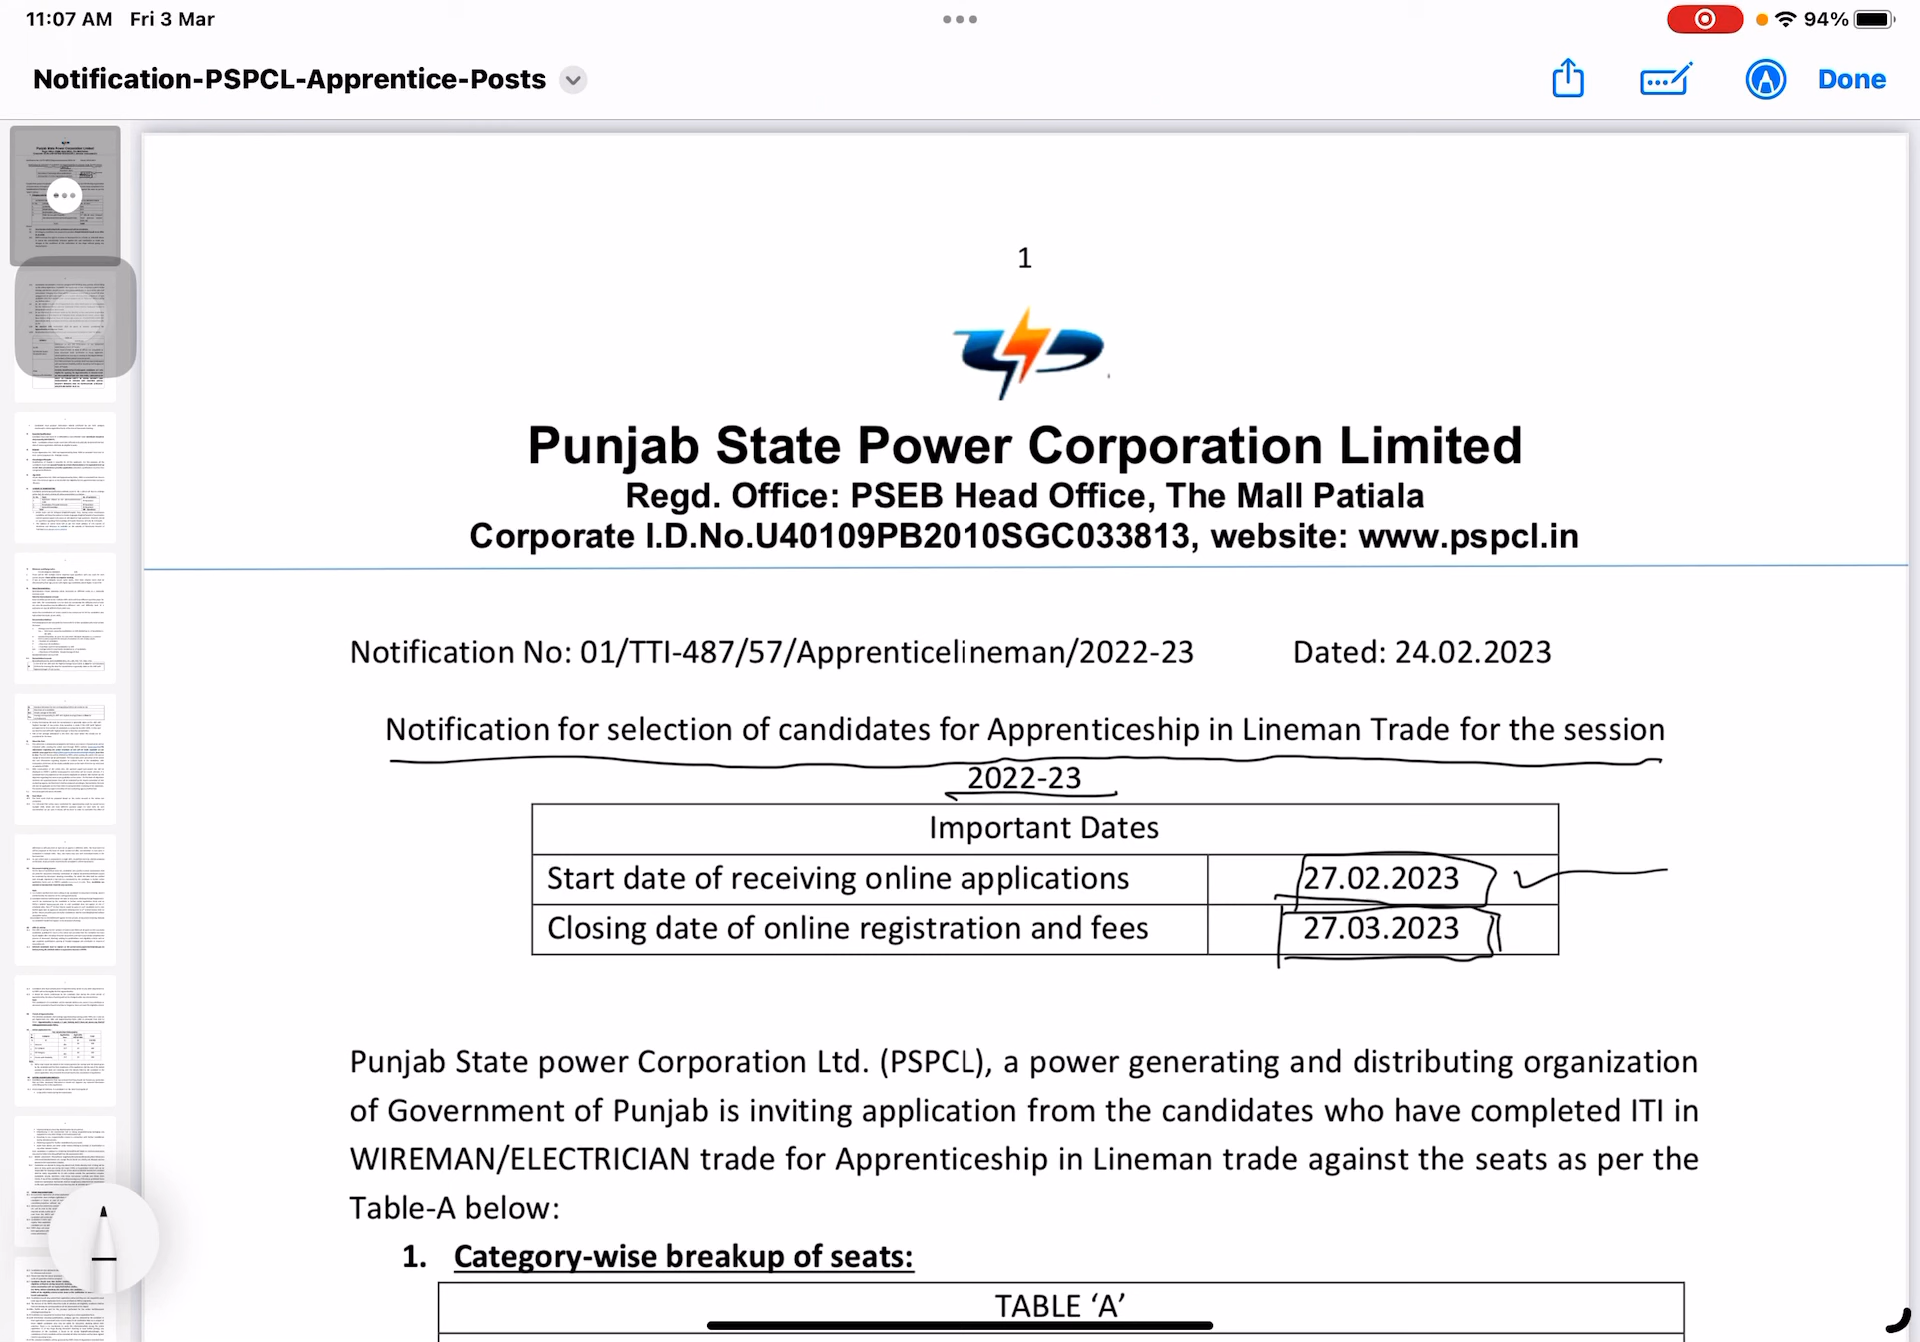 11:07 AM Fri 3 Mar
94%
Notification-PSPCL-Apprentice-Posts
Done
1
Punjab State Power Corporation Limited
Regd. Office: PSEB Head Office, The Mall Patiala
Corporate I.D.No.U40109PB2010SGC033813, website: www.pspcl.in
Notification No: 01/TTI-487/57/Apprenticelineman/2022-23 Dated: 24.02.2023
Notification for selection of candidates for Apprenticeship in Lineman Trade for the session
2022-23
Important Dates
Start date of receiving online applications 27.02.2023
Closing date of online registration and fees 27.03.2023
Punjab State power Corporation Ltd. (PSPCL), a power generating and distributing organization
of Government of Punjab is inviting application from the candidates who have completed ITI in
WIREMAN/ELECTRICIAN trade for Apprenticeship in Lineman trade against the seats as per the
Table-A below:
1. Category-wise breakup of seats:
TABLE ‘A’